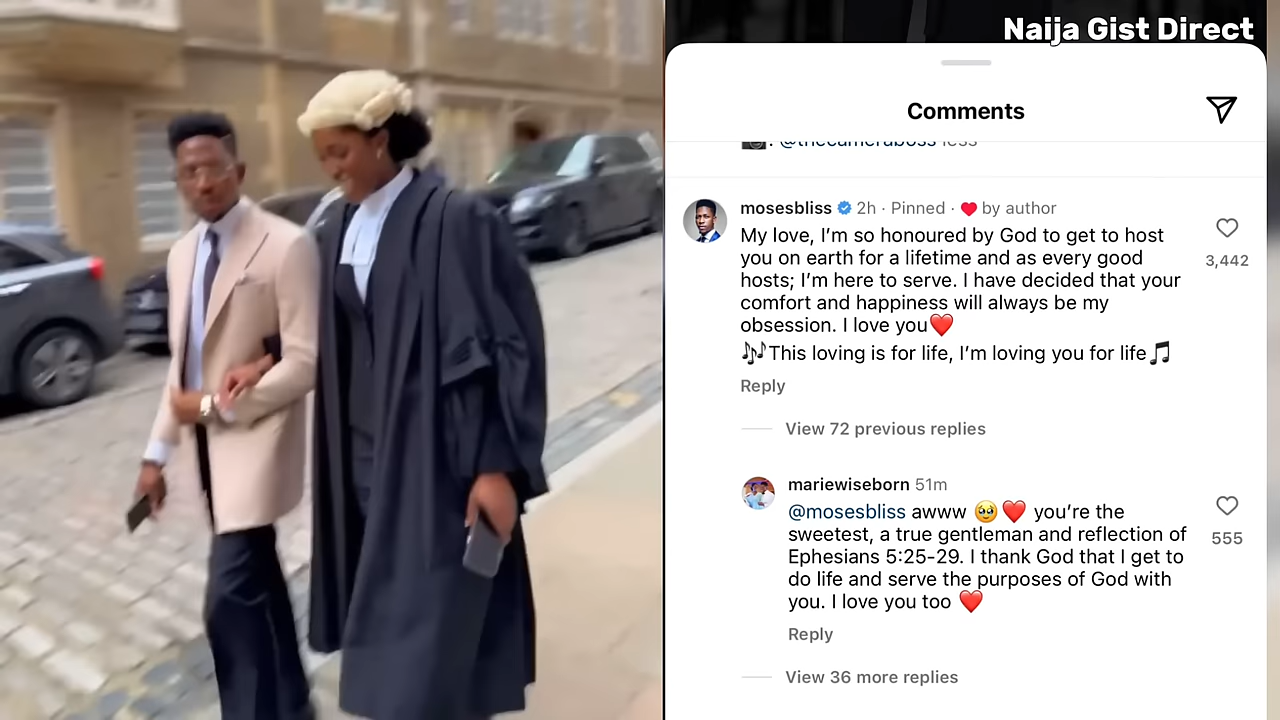 Naija Gist Direct
Comments
: @thecameraboss less
mosesbliss 2h · Pinned · ❤️ by author
My love, I’m so honoured by God to get to host
you on earth for a lifetime and as every good
hosts; I’m here to serve. I have decided that your
comfort and happiness will always be my
obsession. I love you❤️
🎶This loving is for life, I’m loving you for life🎵
3,442
Reply
View 72 previous replies
mariewiseborn 51m
@mosesbliss awww 🥹❤️ you’re the
sweetest, a true gentleman and reflection of
Ephesians 5:25-29. I thank God that I get to
do life and serve the purposes of God with
you. I love you too ❤️
555
Reply
View 36 more replies